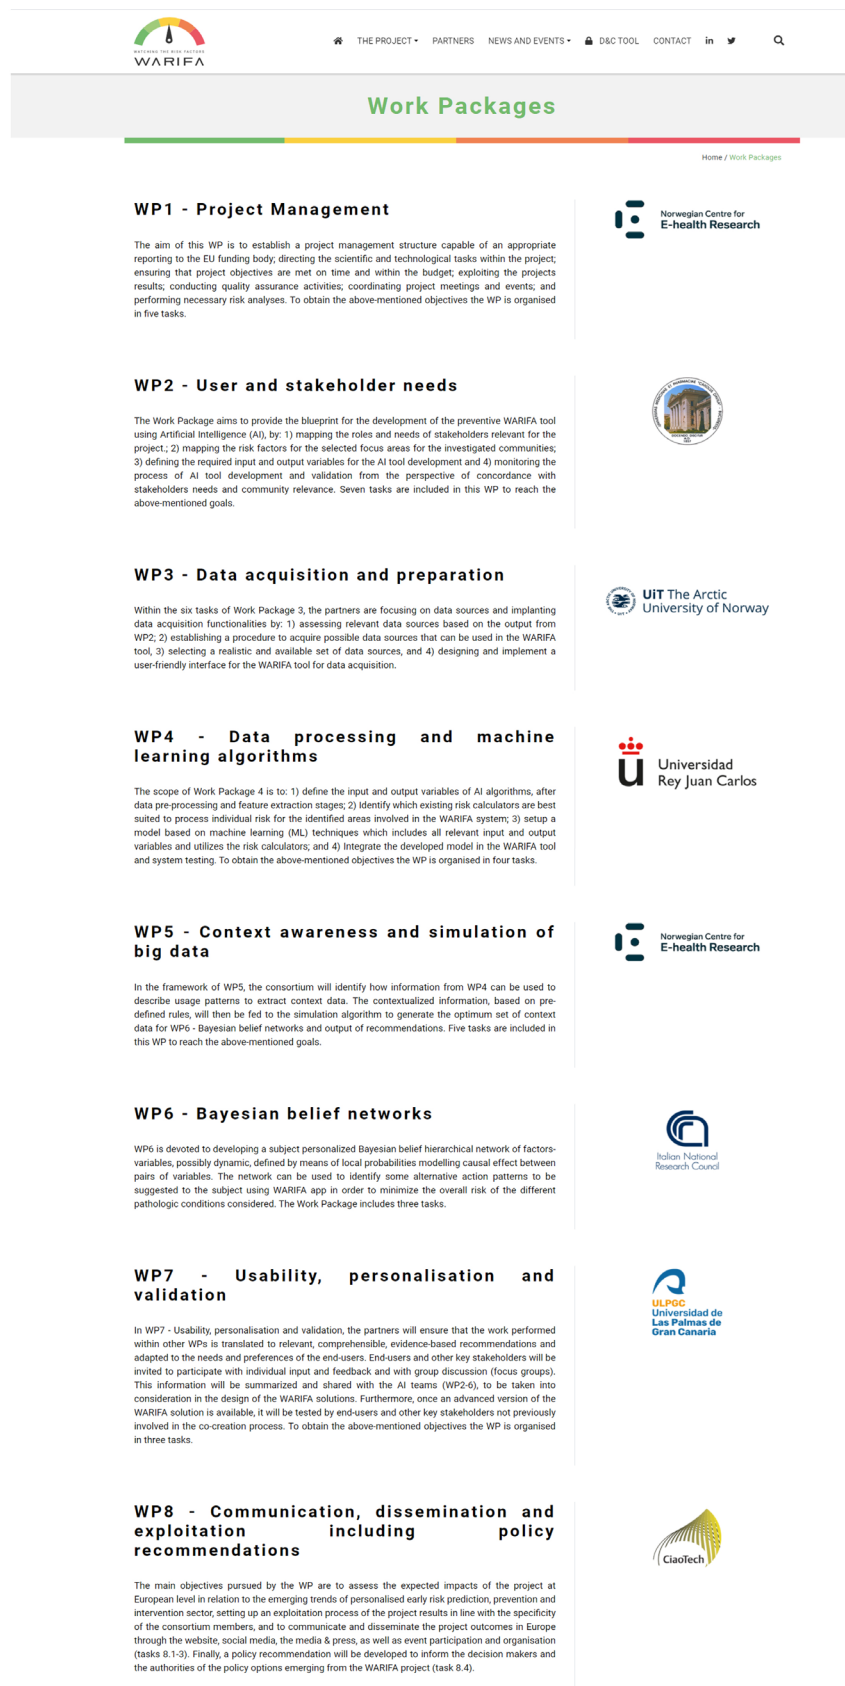 WATCHING THE RISK FACTORS
WARIFA
THE PROJECT
PARTNERS
NEWS AND EVENTS
D&C TOOL
CONTACT
Work Packages
Home / Work Packages
WP1 - Project Management
The aim of this WP is to establish a project management structure capable of an appropriate
reporting to the EU funding body; directing the scientific and technological tasks within the project;
ensuring that project objectives are met on time and within the budget; exploiting the projects
results; conducting quality assurance activities; coordinating project meetings and events; and
performing necessary risk analyses. To obtain the above-mentioned objectives the WP is organised
in five tasks.
Norwegian Centre for
E-health Research
WP2 - User and stakeholder needs
The Work Package aims to provide the blueprint for the development of the preventive WARIFA tool
using Artificial Intelligence (AI), by: 1) mapping the roles and needs of stakeholders relevant for the
project.; 2) mapping the risk factors for the selected focus areas for the investigated communities;
3) defining the required input and output variables for the AI tool development and 4) monitoring the
process of AI tool development and validation from the perspective of concordance with
stakeholders needs and community relevance. Seven tasks are included in this WP to reach the
above-mentioned goals.
WP3 - Data acquisition and preparation
Within the six tasks of Work Package 3, the partners are focusing on data sources and implanting
data acquisition functionalities by: 1) assessing relevant data sources based on the output from
WP2; 2) establishing a procedure to acquire possible data sources that can be used in the WARIFA
tool, 3) selecting a realistic and available set of data sources, and 4) designing and implement a
user-friendly interface for the WARIFA tool for data acquisition.
UiT The Arctic
University of Norway
WP4 - Data processing and machine
learning algorithms
The scope of Work Package 4 is to: 1) define the input and output variables of AI algorithms, after
data pre-processing and feature extraction stages; 2) Identify which existing risk calculators are best
suited to process individual risk for the identified areas involved in the WARIFA system; 3) setup a
model based on machine learning (ML) techniques which includes all relevant input and output
variables and utilizes the risk calculators; and 4) Integrate the developed model in the WARIFA tool
and system testing. To obtain the above-mentioned objectives the WP is organised in four tasks.
Universidad
Rey Juan Carlos
WP5 - Context awareness and simulation of
big data
In the framework of WP5, the consortium will identify how information from WP4 can be used to
describe usage patterns to extract context data. The contextualized information, based on pre-
defined rules, will then be fed to the simulation algorithm to generate the optimum set of context
data for WP6 - Bayesian belief networks and output of recommendations. Five tasks are included in
this WP to reach the above-mentioned goals.
Norwegian Centre for
E-health Research
WP6 - Bayesian belief networks
WP6 is devoted to developing a subject personalized Bayesian belief hierarchical network of factors-
variables, possibly dynamic, defined by means of local probabilities modelling causal effect between
pairs of variables. The network can be used to identify some alternative action patterns to be
suggested to the subject using WARIFA app in order to minimize the overall risk of the different
pathologic conditions considered. The Work Package includes three tasks.
Italian National
Research Council
WP7 - Usability, personalisation and
validation
In WP7 - Usability, personalisation and validation, the partners will ensure that the work performed
within other WPs is translated to relevant, comprehensible, evidence-based recommendations and
adapted to the needs and preferences of the end-users. End-users and other key stakeholders will be
invited to participate with individual input and feedback and with group discussion (focus groups).
This information will be summarized and shared with the AI teams (WP2-6), to be taken into
consideration in the design of the WARIFA solutions. Furthermore, once an advanced version of the
WARIFA solution is available, it will be tested by end-users and other key stakeholders not previously
involved in the co-creation process. To obtain the above-mentioned objectives the WP is organised
in three tasks.
ULPGC
Universidad de
Las Palmas de
Gran Canaria
WP8 - Communication, dissemination and
exploitation including policy
recommendations
The main objectives pursued by the WP are to assess the expected impacts of the project at
European level in relation to the emerging trends of personalised early risk prediction, prevention and
intervention sector, setting up an exploitation process of the project results in line with the specificity
of the consortium members, and to communicate and disseminate the project outcomes in Europe
through the website, social media, the media & press, as well as event participation and organisation
(tasks 8.1-3). Finally, a policy recommendation will be developed to inform the decision makers and
the authorities of the policy options emerging from the WARIFA project (task 8.4).
CiaoTech